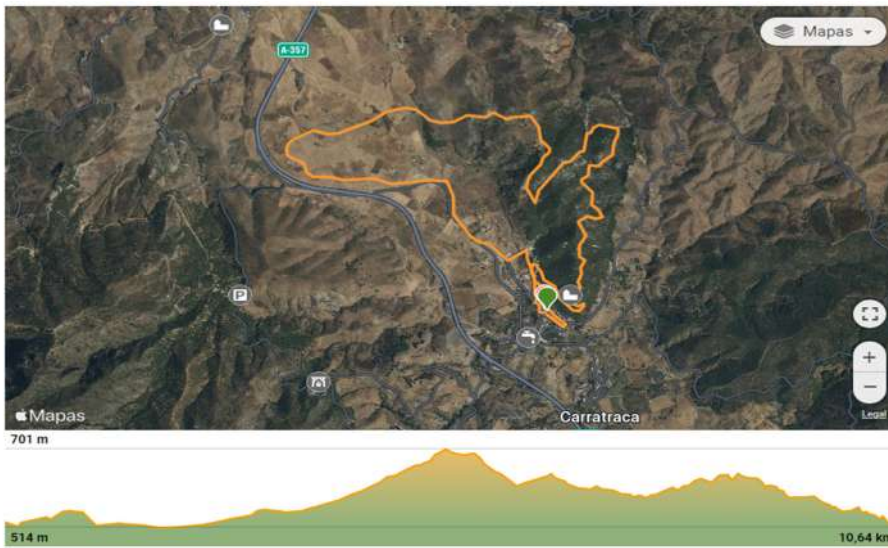 A-357
Mapas
P
+
−
Mapas
Legal
Carratraca
701 m
514 m
10,64 km